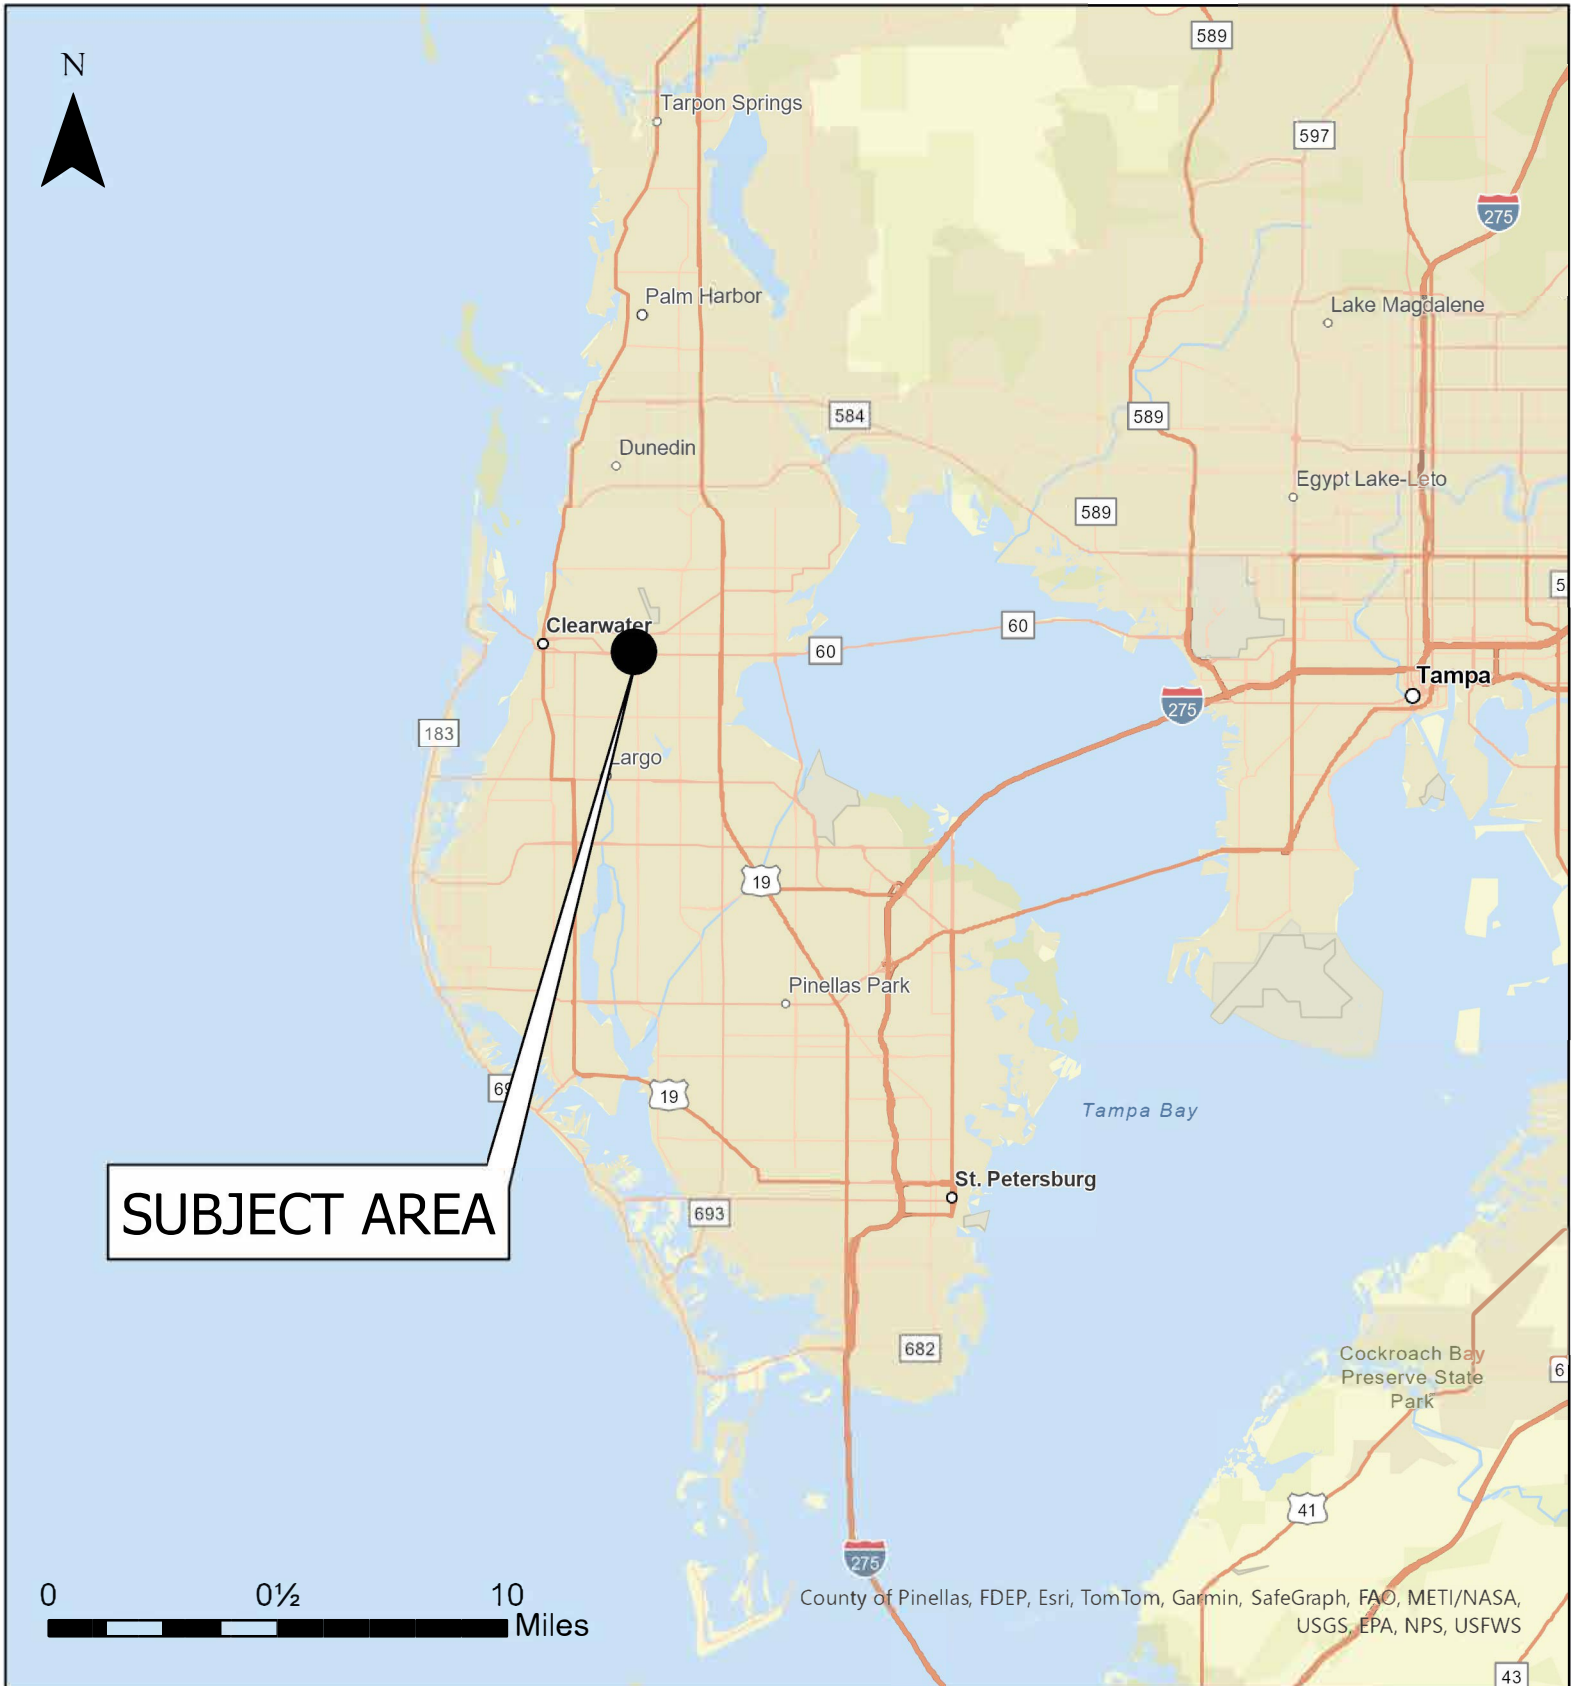 589
N
Tarpon Springs
597
275
Palm Harbor
Lake Magdalene
584
589
Dunedin
Egypt Lake-Leto
589
5
Clearwater
60
60
Tampa
275
183
Largo
19
Pinellas Park
69
19
Tampa Bay
St. Petersburg
SUBJECT AREA
693
682
Cockroach Bay
Preserve State
Park
6
41
275
0 0½ 10
Miles
County of Pinellas, FDEP, Esri, TomTom, Garmin, SafeGraph, FAO, METI/NASA,
USGS, EPA, NPS, USFWS
43